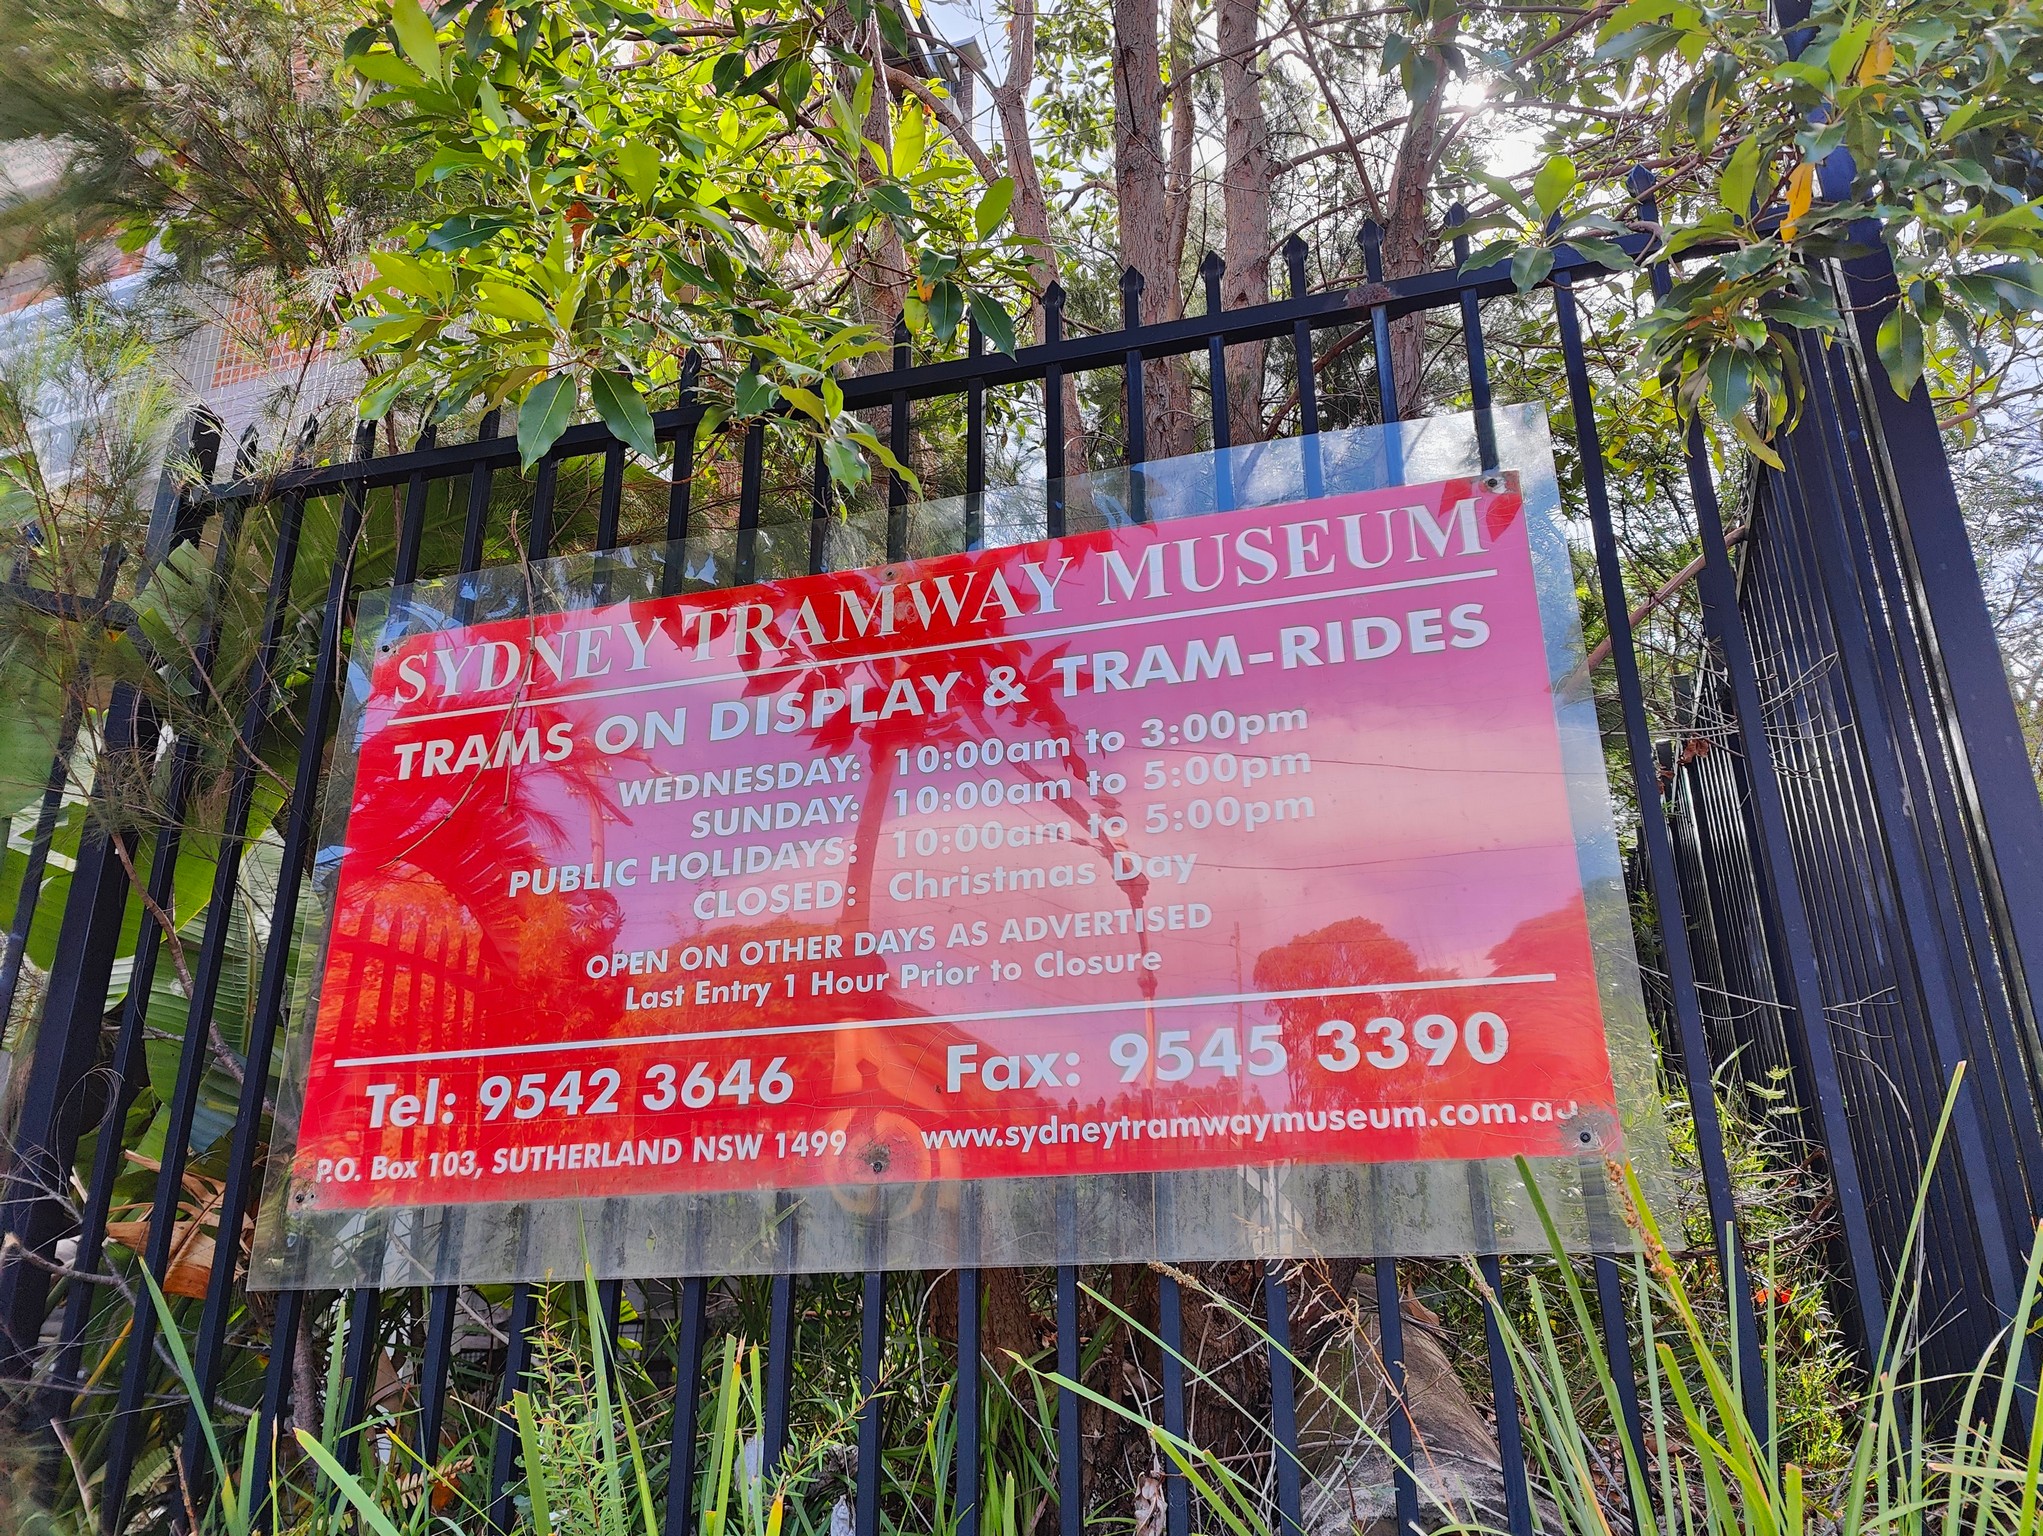 SYDNEY TRAMWAY MUSEUM
TRAMS ON DISPLAY & TRAM-RIDES
WEDNESDAY: 10:00am to 3:00pm
SUNDAY: 10:00am to 5:00pm
PUBLIC HOLIDAYS: 10:00am to 5:00pm
CLOSED: Christmas Day
OPEN ON OTHER DAYS AS ADVERTISED
Last Entry 1 Hour Prior to Closure
Tel: 9542 3646 Fax: 9545 3390
P.O. Box 103, SUTHERLAND NSW 1499 www.sydneytramwaymuseum.com.au